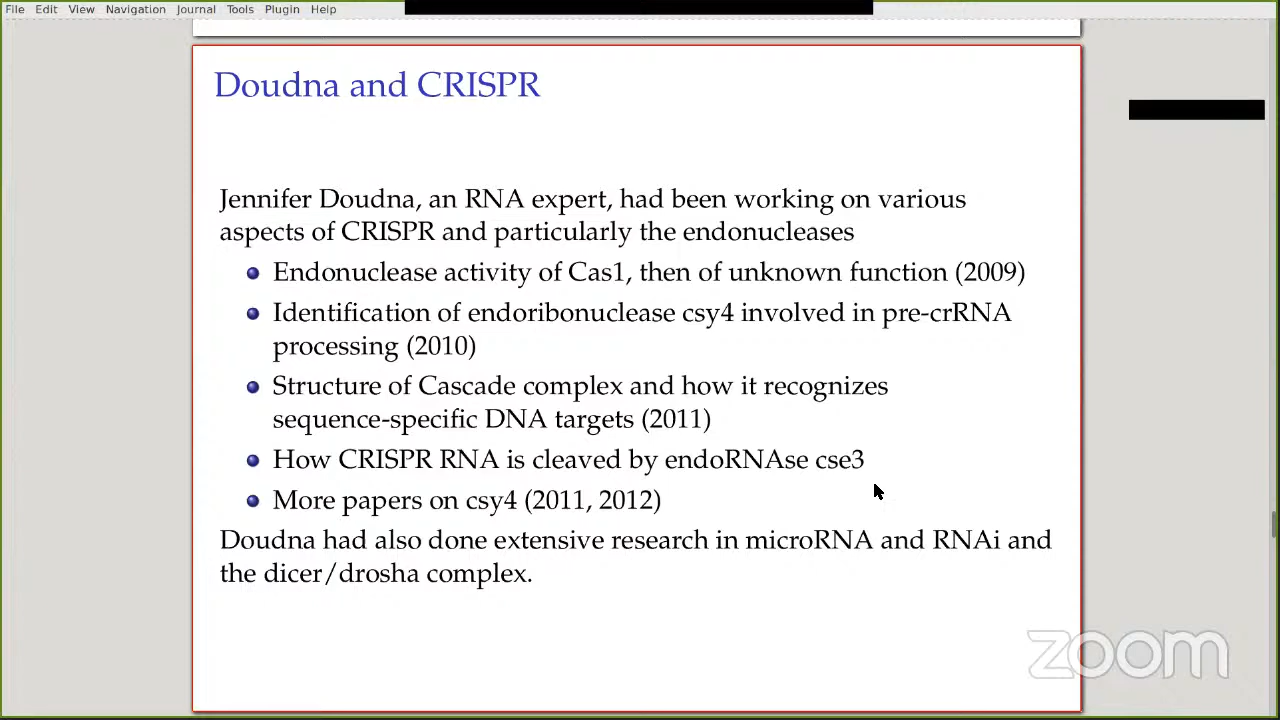 File Edit View Navigation Journal Tools Plugin Help
Doudna and CRISPR
Jennifer Doudna, an RNA expert, had been working on various
aspects of CRISPR and particularly the endonucleases
Endonuclease activity of Cas1, then of unknown function (2009)
Identification of endoribonuclease csy4 involved in pre-crRNA
processing (2010)
Structure of Cascade complex and how it recognizes
sequence-specific DNA targets (2011)
How CRISPR RNA is cleaved by endoRNAse cse3
More papers on csy4 (2011, 2012)
Doudna had also done extensive research in microRNA and RNAi and
the dicer/drosha complex.
zoom